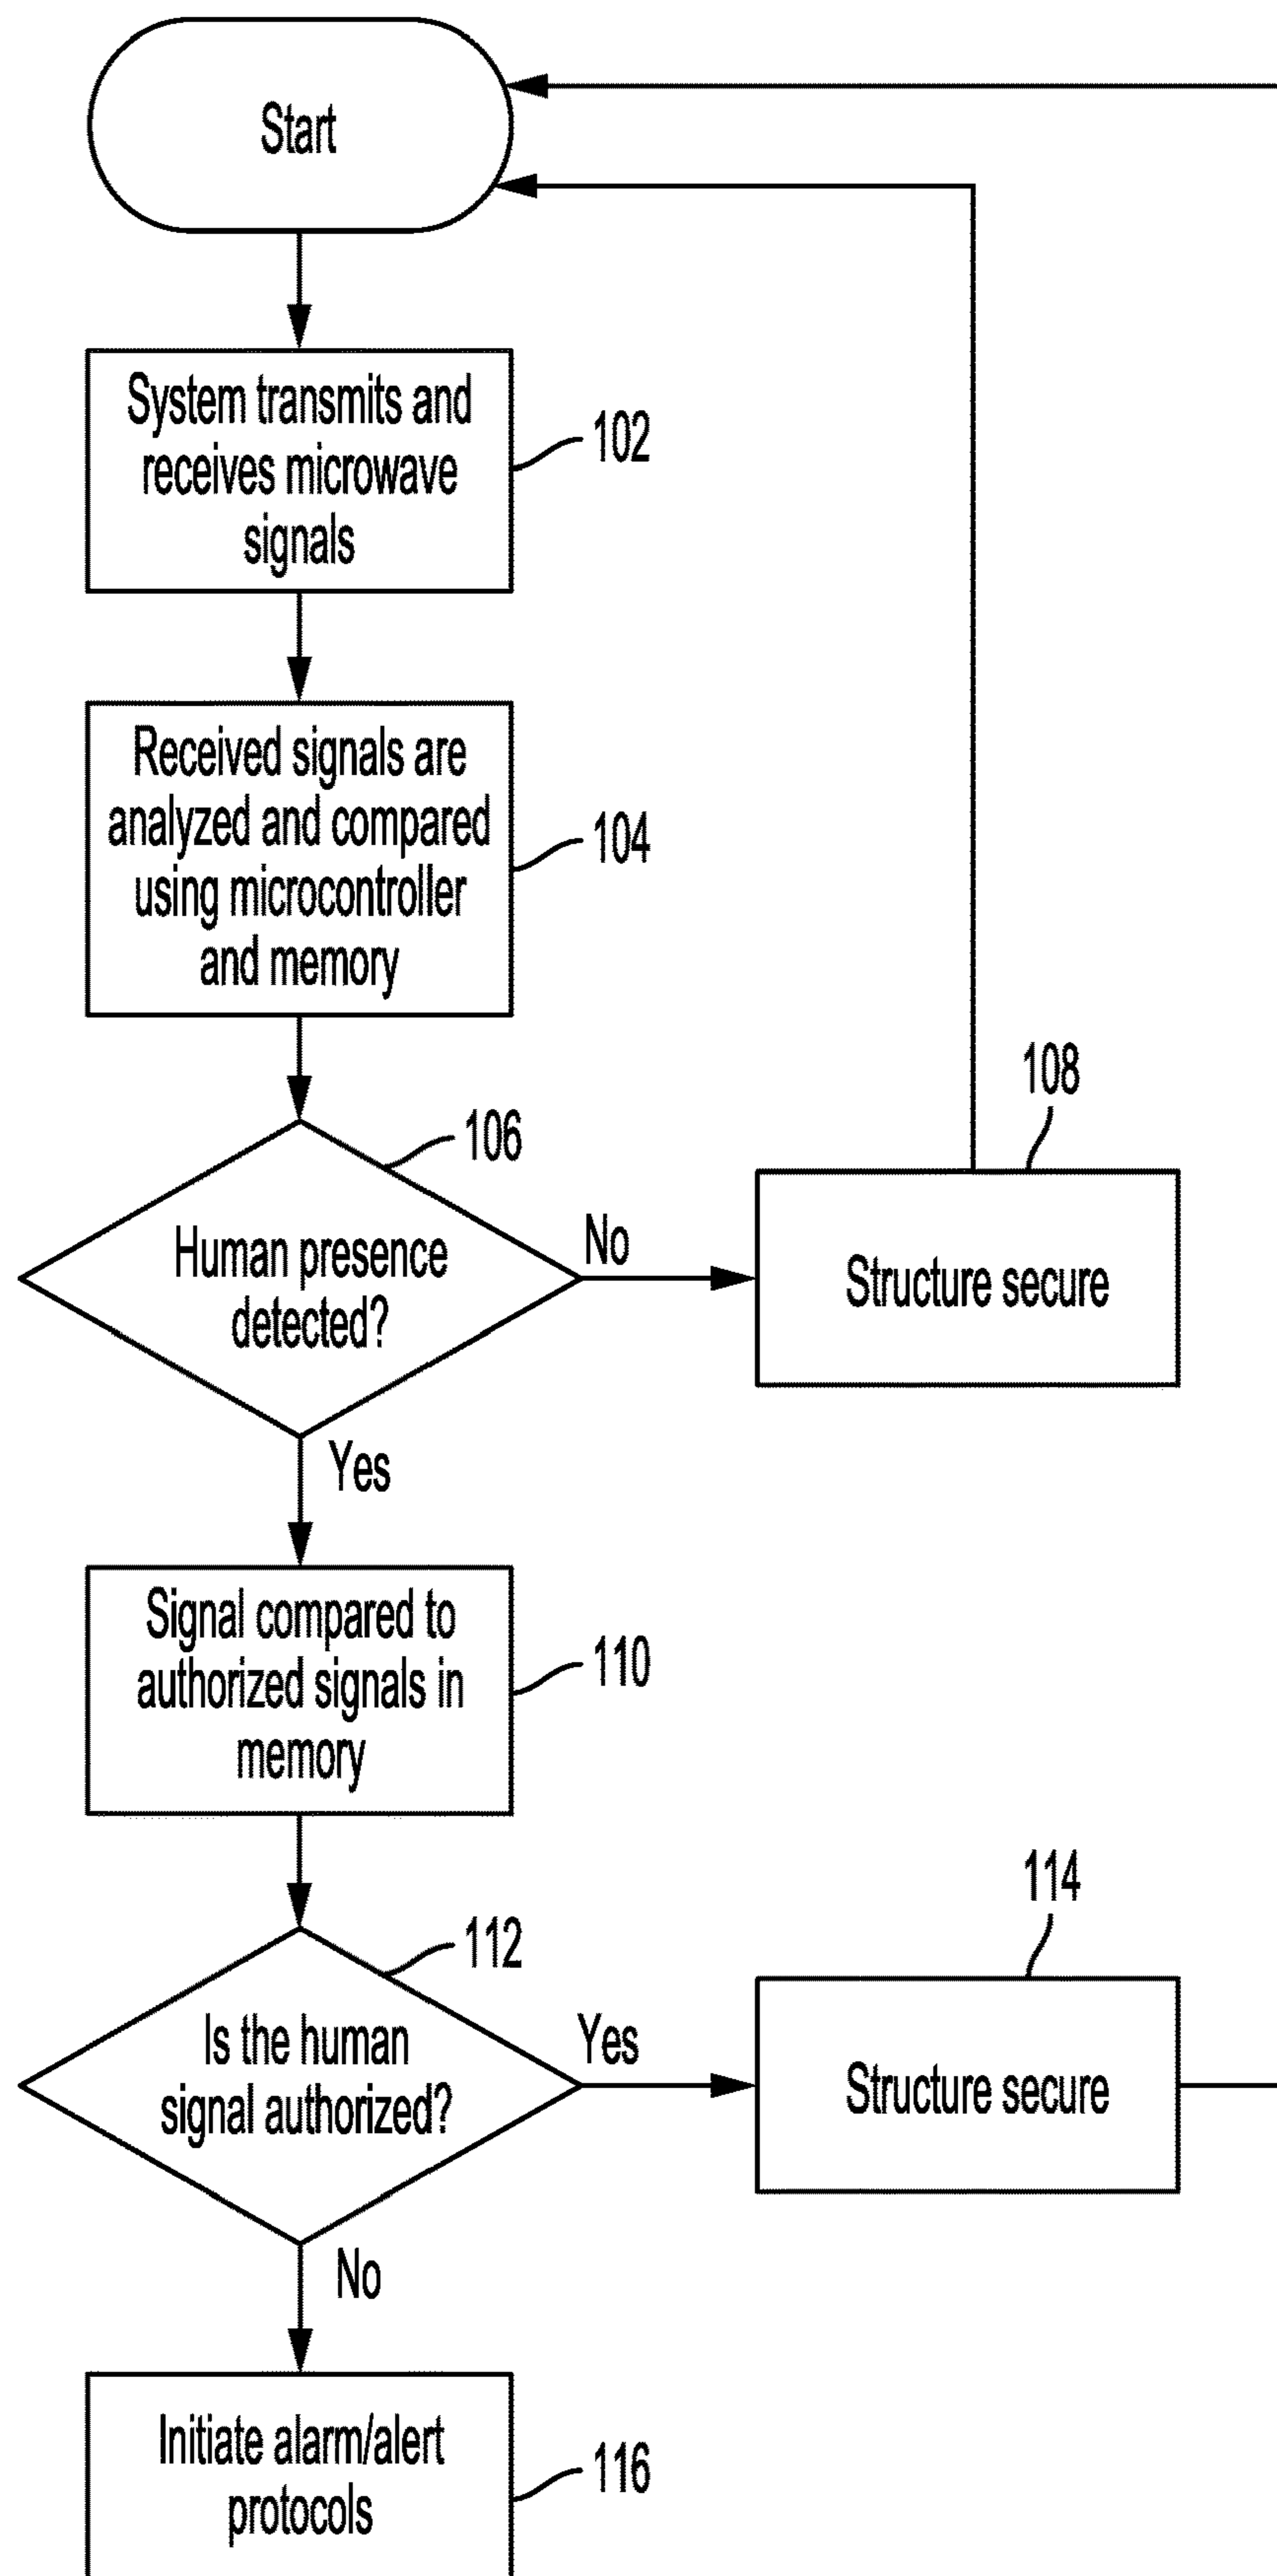 Start
System transmits and
receives microwave
signals
102
Received signals are
analyzed and compared
using microcontroller
and memory
104
106
108
Human presence
detected?
No
Structure secure
Yes
Signal compared to
authorized signals in
memory
110
112
114
Is the human
signal authorized?
Yes
Structure secure
No
Initiate alarm/alert
protocols
116